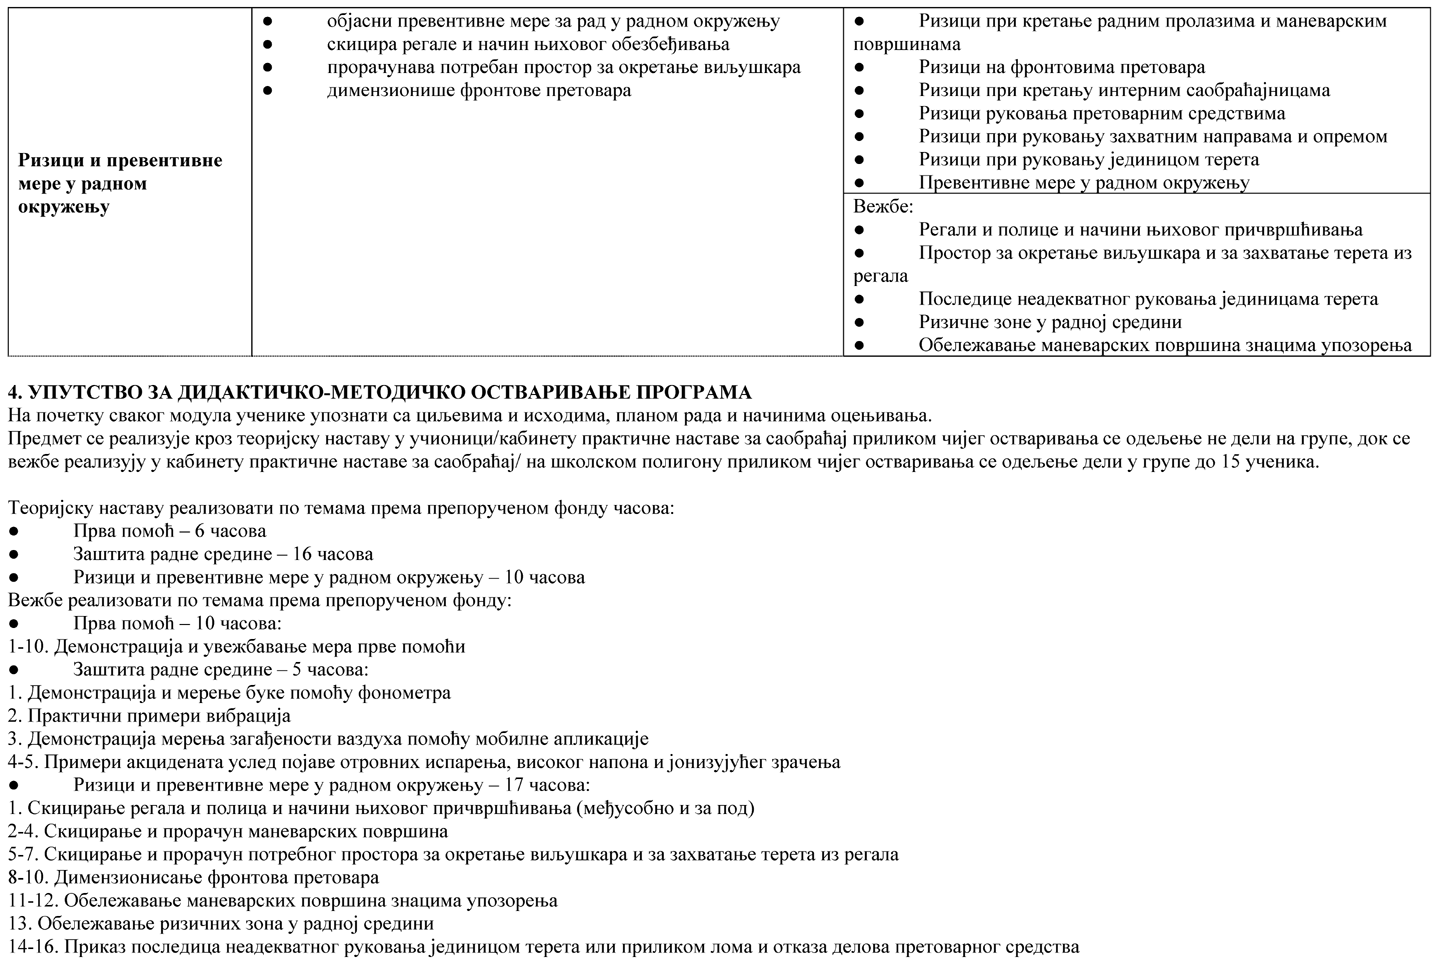 Ризици и превентивне
мере у радном
окружењу
● објасни превентивне мере за рад у радном окружењу
● скицира регале и начин њиховог обезбеђивања
● прорачунава потребан простор за окретање виљушкара
● димензионише фронтове претовара
● Ризици при кретање радним пролазима и маневарским
површинама
● Ризици на фронтовима претовара
● Ризици при кретању интерним саобраћајницама
● Ризици руковања претоварним средствима
● Ризици при руковању захватним направама и опремом
● Ризици при руковању јединицом терета
● Превентивне мере у радном окружењу
Вежбе:
● Регали и полице и начини њиховог причвршћивања
● Простор за окретање виљушкара и за захватање терета из
регала
● Последице неадекватног руковања јединицама терета
● Ризичне зоне у радној средини
● Обележавање маневарских површина знацима упозорења
4. УПУТСТВО ЗА ДИДАКТИЧКО-МЕТОДИЧКО ОСТВАРИВАЊЕ ПРОГРАМА
На почетку сваког модула ученике упознати са циљевима и исходима, планом рада и начинима оцењивања.
Предмет се реализује кроз теоријску наставу у учионици/кабинету практичне наставе за саобраћај приликом чијег остваривања се одељење не дели на групе, док се
вежбе реализују у кабинету практичне наставе за саобраћај/ на школском полигону приликом чијег остваривања се одељење дели у групе до 15 ученика.
Теоријску наставу реализовати по темама према препорученом фонду часова:
● Прва помоћ – 6 часова
● Заштита радне средине – 16 часова
● Ризици и превентивне мере у радном окружењу – 10 часова
Вежбе реализовати по темама према препорученом фонду:
● Прва помоћ – 10 часова:
1-10. Демонстрација и увежбавање мера прве помоћи
● Заштита радне средине – 5 часова:
1. Демонстрација и мерење буке помоћу фонометра
2. Практични примери вибрација
3. Демонстрација мерења загађености ваздуха помоћу мобилне апликације
4-5. Примери акцидената услед појаве отровних испарења, високог напона и јонизујућег зрачења
● Ризици и превентивне мере у радном окружењу – 17 часова:
1. Скицирање регала и полица и начини њиховог причвршћивања (међусобно и за под)
2-4. Скицирање и прорачун маневарских површина
5-7. Скицирање и прорачун потребног простора за окретање виљушкара и за захватање терета из регала
8-10. Димензионисање фронтова претовара
11-12. Обележавање маневарских површина знацима упозорења
13. Обележавање ризичних зона у радној средини
14-16. Приказ последица неадекватног руковања јединицом терета или приликом лома и отказа делова претоварног средства